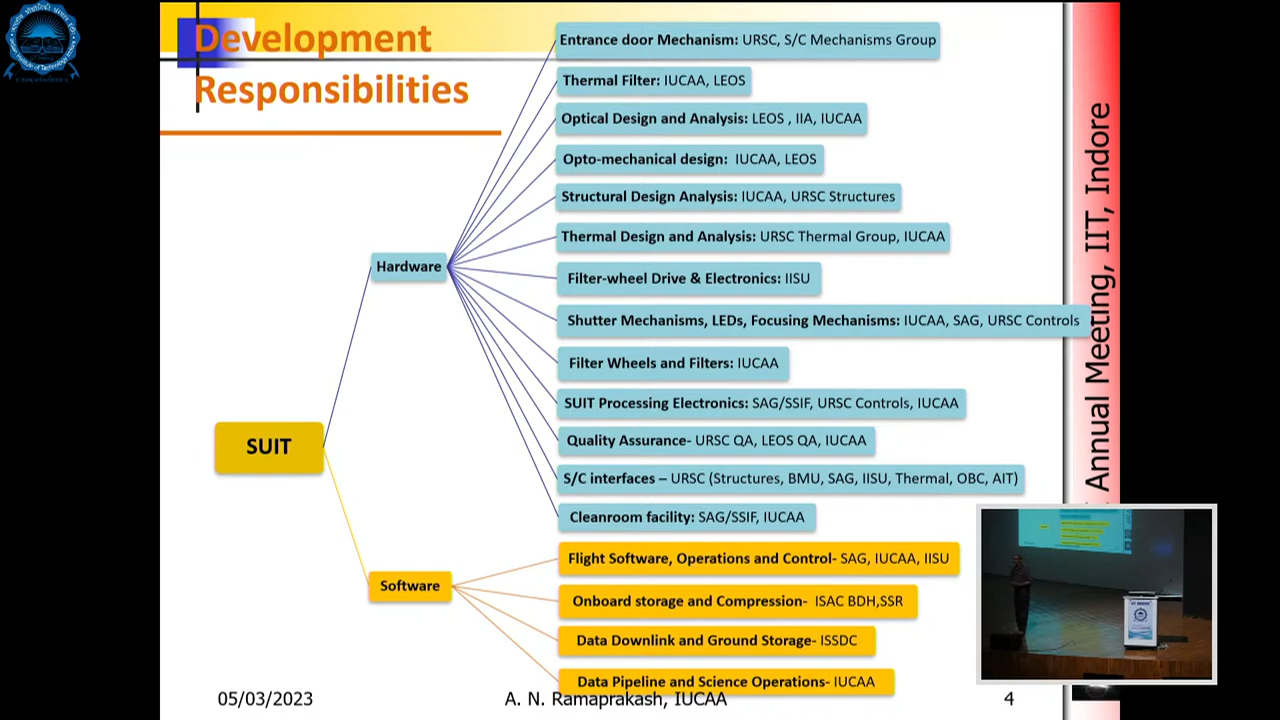 Development
Responsibilities
Entrance door Mechanism: URSC, S/C Mechanisms Group
Thermal Filter: IUCAA, LEOS
Optical Design and Analysis: LEOS , IIA, IUCAA
Opto-mechanical design: IUCAA, LEOS
Structural Design Analysis: IUCAA, URSC Structures
Thermal Design and Analysis: URSC Thermal Group, IUCAA
Hardware
Filter-wheel Drive & Electronics: IISU
Shutter Mechanisms, LEDs, Focusing Mechanisms: IUCAA, SAG, URSC Controls
Filter Wheels and Filters: IUCAA
SUIT Processing Electronics: SAG/SSIF, URSC Controls, IUCAA
SUIT
Quality Assurance- URSC QA, LEOS QA, IUCAA
S/C interfaces – URSC (Structures, BMU, SAG, IISU, Thermal, OBC, AIT)
Cleanroom facility: SAG/SSIF, IUCAA
Software
Flight Software, Operations and Control- SAG, IUCAA, IISU
Onboard storage and Compression- ISAC BDH,SSR
Data Downlink and Ground Storage- ISSDC
Data Pipeline and Science Operations- IUCAA
05/03/2023
A. N. Ramaprakash, IUCAA
4
Annual Meeting, IIT, Indore
IIT INDORE